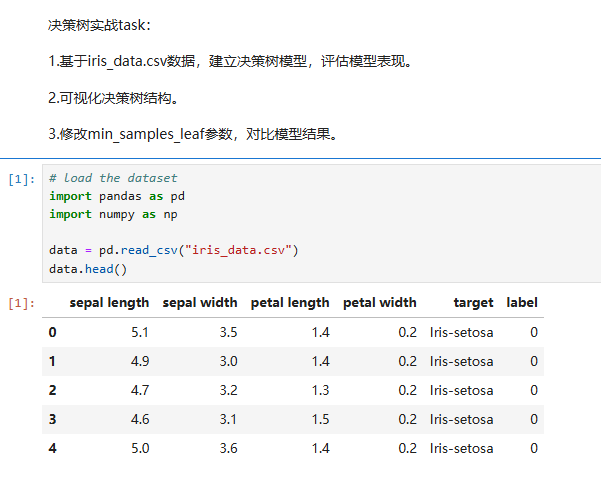 决策树实战task：
1.基于iris_data.csv数据，建立决策树模型，评估模型表现。
2.可视化决策树结构。
3.修改min_samples_leaf参数，对比模型结果。
[1]: # load the dataset
import pandas as pd
import numpy as np
data = pd.read_csv("iris_data.csv")
data.head()
[1]: sepal length sepal width petal length petal width target label
0 5.1 3.5 1.4 0.2 Iris-setosa 0
1 4.9 3.0 1.4 0.2 Iris-setosa 0
2 4.7 3.2 1.3 0.2 Iris-setosa 0
3 4.6 3.1 1.5 0.2 Iris-setosa 0
4 5.0 3.6 1.4 0.2 Iris-setosa 0